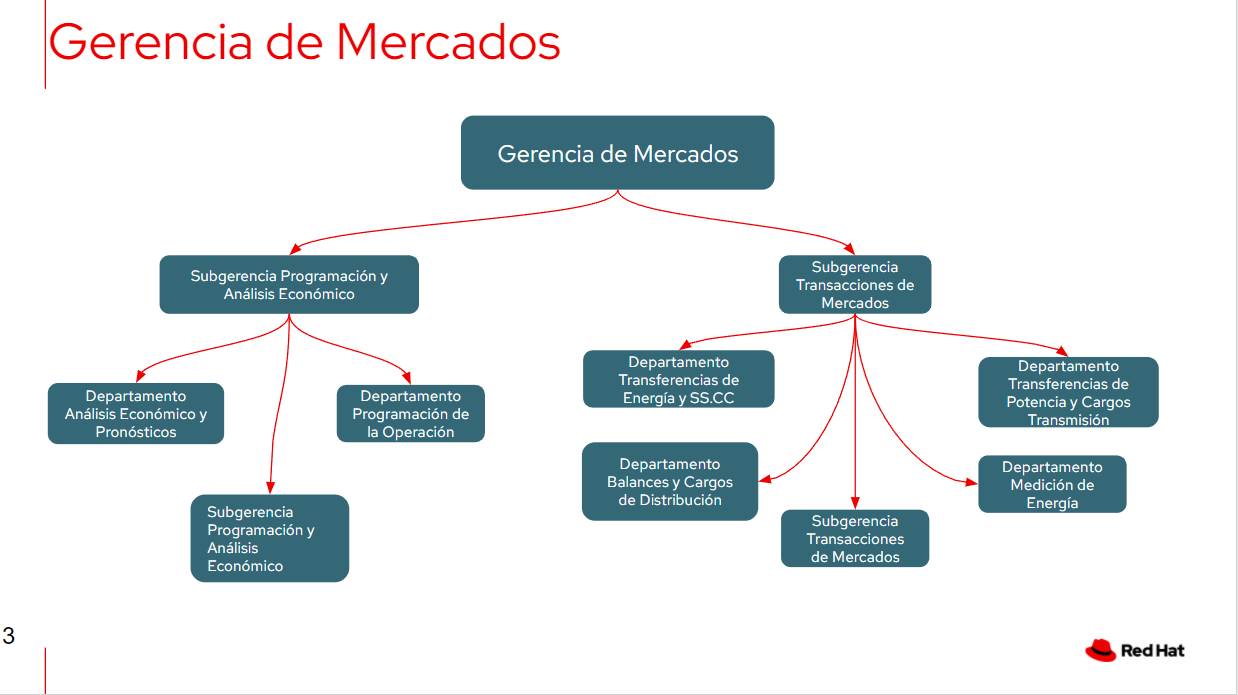 Gerencia de Mercados
Gerencia de Mercados
Subgerencia Programación y
Análisis Económico
Subgerencia
Transacciones de
Mercados
Departamento
Análisis Económico y
Pronósticos
Departamento
Programación de
la Operación
Departamento
Transferencias de
Energía y SS.CC
Departamento
Transferencias de
Potencia y Cargos
Transmisión
Subgerencia
Programación y
Análisis
Económico
Departamento
Balances y Cargos
de Distribución
Subgerencia
Transacciones
de Mercados
Departamento
Medición de
Energía
3
Red Hat